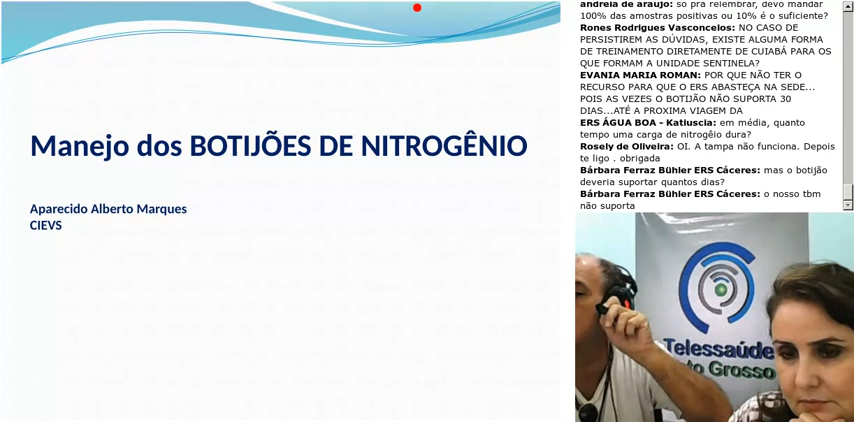 Manejo dos BOTIJÕES DE NITROGÊNIO
Aparecido Alberto Marques
CIEVS
andreia de araujo: so pra relembrar, devo mandar
100% das amostras positivas ou 10% é o suficiente?
Rones Rodrigues Vasconcelos: NO CASO DE
PERSISTIREM AS DÚVIDAS, EXISTE ALGUMA FORMA
DE TREINAMENTO DIRETAMENTE DE CUIABÁ PARA OS
QUE FORMAM A UNIDADE SENTINELA?
EVANIA MARIA ROMAN: POR QUE NÃO TER O
RECURSO PARA QUE O ERS ABASTEÇA NA SEDE...
POIS AS VEZES O BOTIJÃO NÃO SUPORTA 30
DIAS...ATÉ A PROXIMA VIAGEM DA
ERS ÁGUA BOA - Katiuscia: em média, quanto
tempo uma carga de nitrogêio dura?
Rosely de Oliveira: OI. A tampa não funciona. Depois
te ligo . obrigada
Bárbara Ferraz Bühler ERS Cáceres: mas o botijão
deveria suportar quantos dias?
Bárbara Ferraz Bühler ERS Cáceres: o nosso tbm
não suporta
Telessaúde
to Grosso